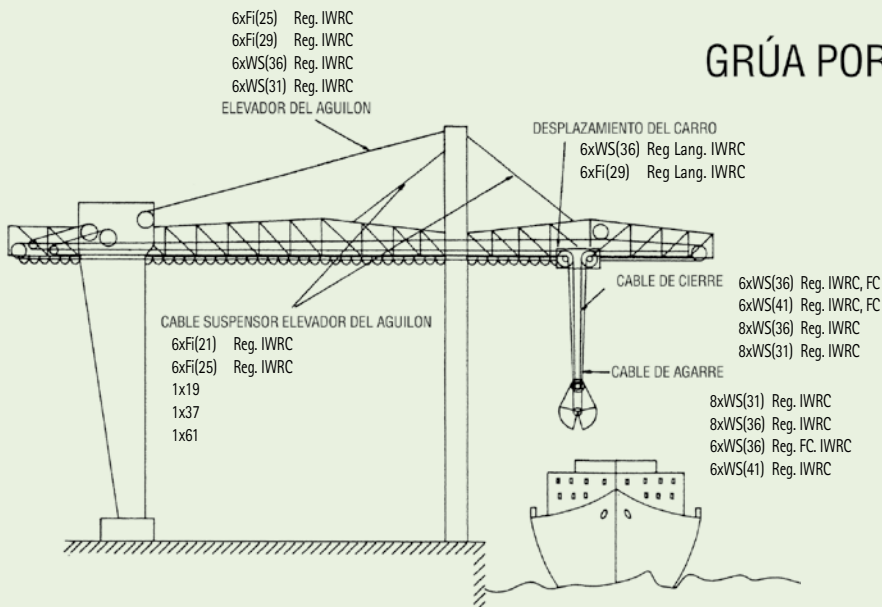 6xFi(25) Reg. IWRC
6xFi(29) Reg. IWRC
6xWS(36) Reg. IWRC
6xWS(31) Reg. IWRC
ELEVADOR DEL AGUILON
GRÚA POR
DESPLAZAMIENTO DEL CARRO
6xWS(36) Reg Lang. IWRC
6xFi(29) Reg Lang. IWRC
CABLE DE CIERRE
6xWS(36) Reg. IWRC, FC
6xWS(41) Reg. IWRC, FC
8xWS(36) Reg. IWRC
8xWS(31) Reg. IWRC
CABLE SUSPENSOR ELEVADOR DEL AGUILON
6xFi(21) Reg. IWRC
6xFi(25) Reg. IWRC
1x19
1x37
1x61
CABLE DE AGARRE
8xWS(31) Reg. IWRC
8xWS(36) Reg. IWRC
6xWS(36) Reg. FC. IWRC
6xWS(41) Reg. IWRC